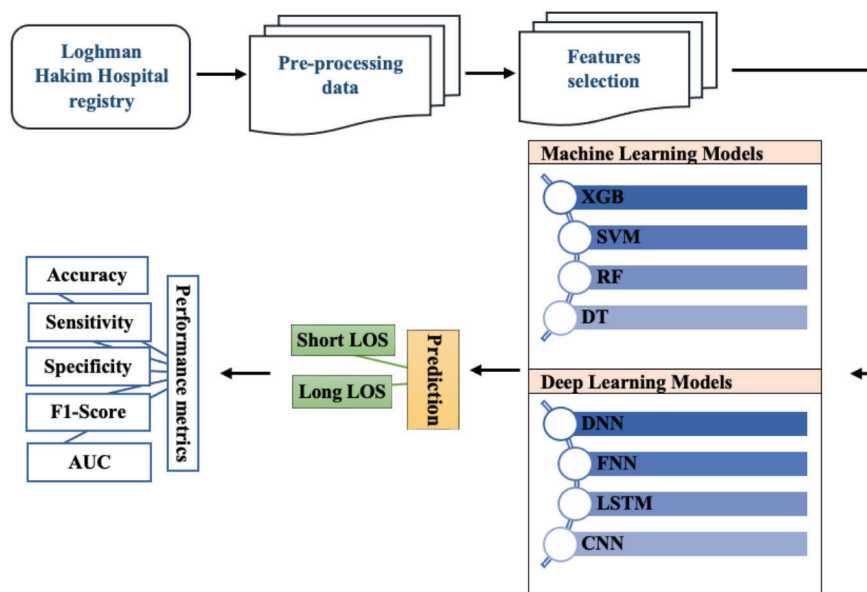 Loghman
Hakim Hospital
registry
Pre-processing
data
Features
selection
Machine Learning Models
XGB
SVM
RF
DT
Deep Learning Models
DNN
FNN
LSTM
CNN
Prediction
Short LOS
Long LOS
Performance metrics
Accuracy
Sensitivity
Specificity
F1-Score
AUC